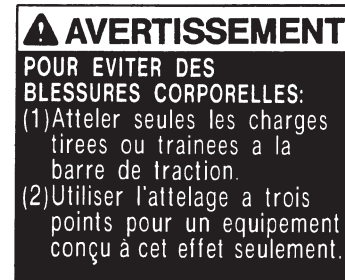 AVERTISSEMENT
POUR EVITER DES
BLESSURES CORPORELLES:
(1)Atteler seules les charges
tirees ou trainees a la
barre de traction.
(2)Utiliser l'attelage a trois
points pour un equipement
conçu à cet effet seulement.